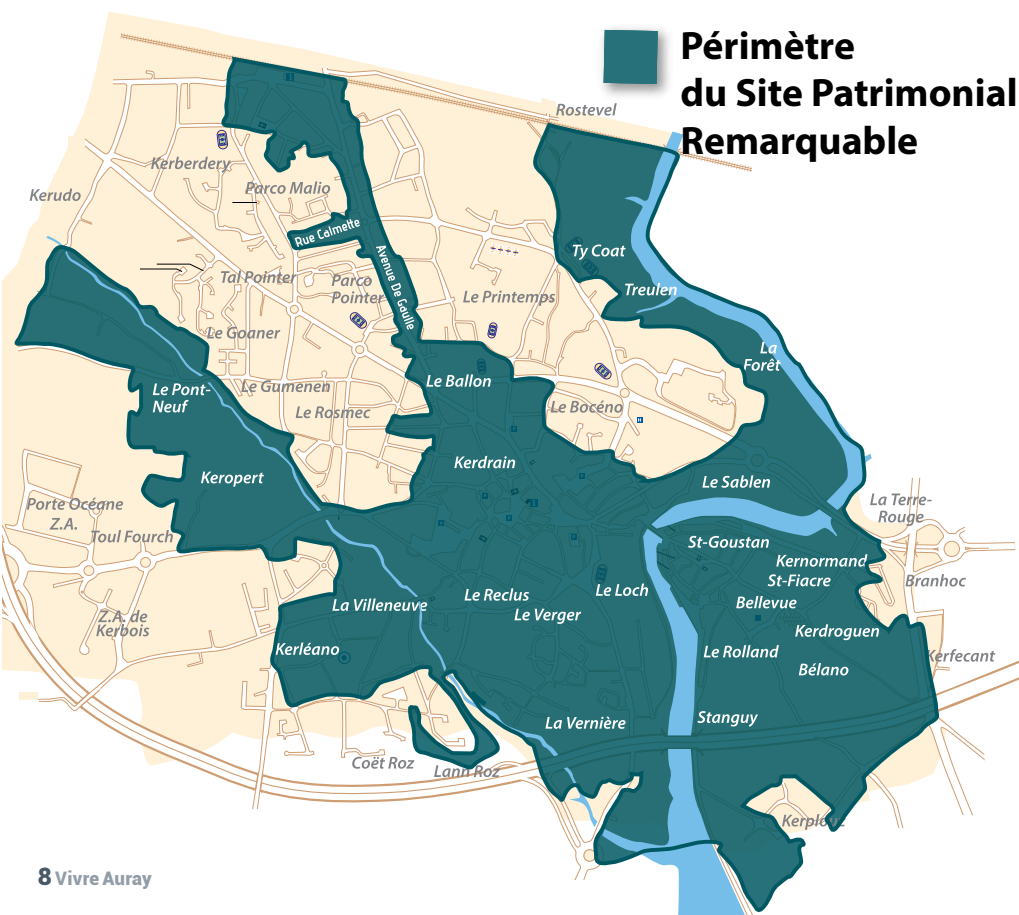 Périmètre
du Site Patrimonial
Remarquable
Rostevel
Kerberdery
Parco Malio
Kerudo
Rue Calmette
Avenue De Gaulle
Ty Coat
Tal Pointer
Parco
Pointer
Le Printemps
Treulen
Le Goaner
La
Forêt
Le Pont-
Neuf
Le Gumenen
Le Ballon
Le Rosmec
Le Bocéno
Kerdrain
Keropert
Le Sablen
Porte Océane
Z.A.
La Terre-
Rouge
Toul Fourch
St-Goustan
Kernormand
St-Fiacre
Branhoc
Le Reclus
Le Loch
La Villeneuve
Le Verger
Bellevue
Z.A. de
Kerbois
Kerdroguen
Kerléano
Le Rolland
Kerfecant
Bélano
La Vernière
Stanguy
Coët Roz
Lann Roz
8 Vivre Auray